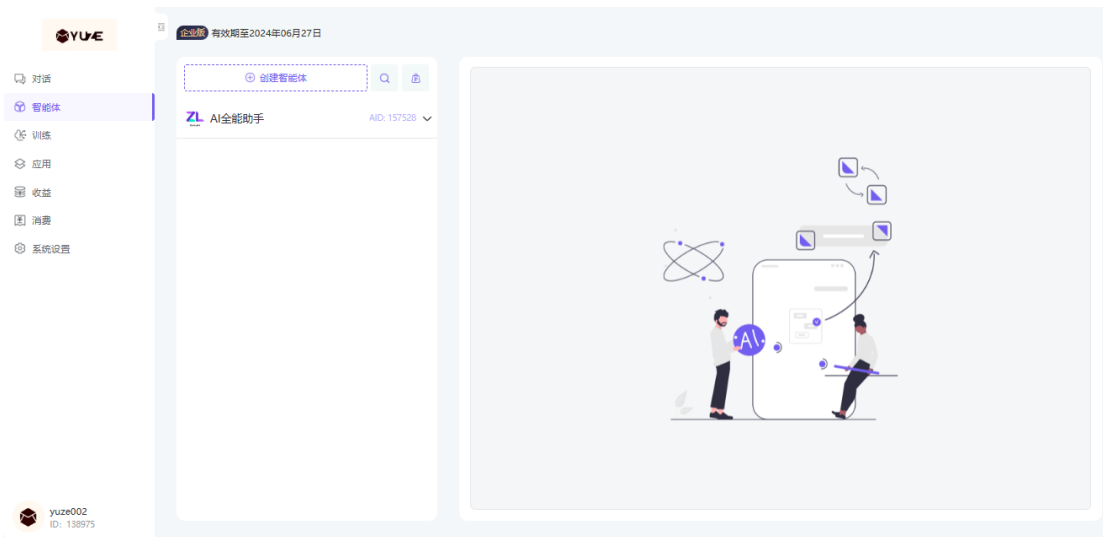 YUZE
企业版 有效期至2024年06月27日
对话
智能体
训练
应用
收益
消费
系统设置
创建智能体
ZL AI全能助手 AID: 157528
AI
yuze002
ID: 138975